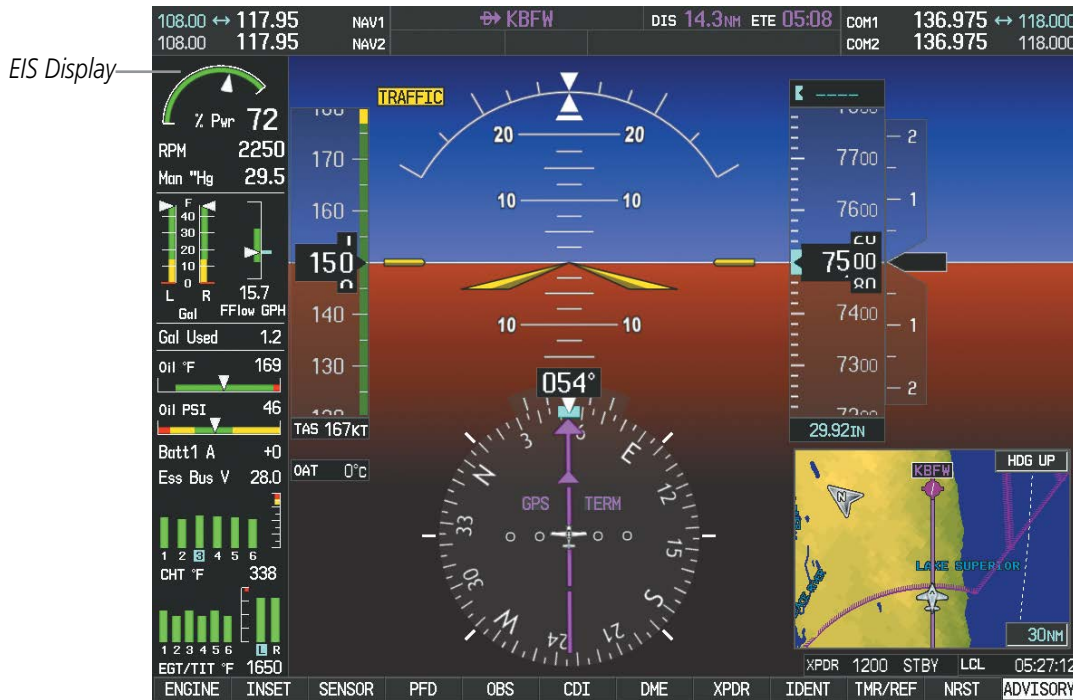 108.00 ↔ 117.95 NAV1
108.00 117.95 NAV2
KBFW DIS 14.3NM ETE 05:08
COM1 136.975 ↔ 118.000
COM2 136.975 118.000
EIS Display
% Pwr 72
RPM 2250
Man "Hg 29.5
F
40
30
20
10
0
L R
Gal
15.7
FFlow GPH
Gal Used 1.2
Oil °F 169
Oil PSI 46
Batt1 A +0
Ess Bus V 28.0
1 2 3 4 5 6
CHT °F 338
1 2 3 4 5 6 L R
EGT/TIT °F 1650
TRAFFIC
170
160
150
140
130
TAS 167KT
OAT 0°C
20 20
10 10
10 10
----
7700
7600
7500
20
80
7400
7300
29.92IN
2
1
1
2
054°
N 3 6 E 12 15 S 21 24 W 30 33
GPS TERM
KBFW
HDG UP
N
LAKE SUPERIOR
30NM
XPDR 1200 STBY LCL 05:27:12
ENGINE INSET SENSOR PFD OBS CDI DME XPDR IDENT TMR/REF NRST ADVISORY